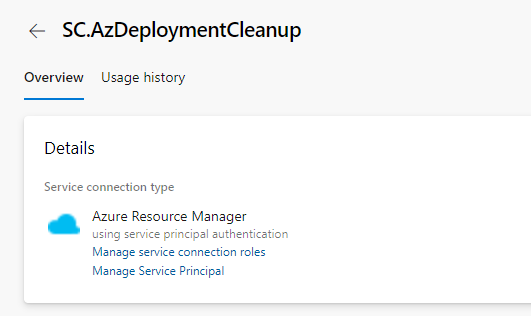 SC.AzDeploymentCleanup
Overview Usage history
Details
Service connection type
Azure Resource Manager
using service principal authentication
Manage service connection roles
Manage Service Principal